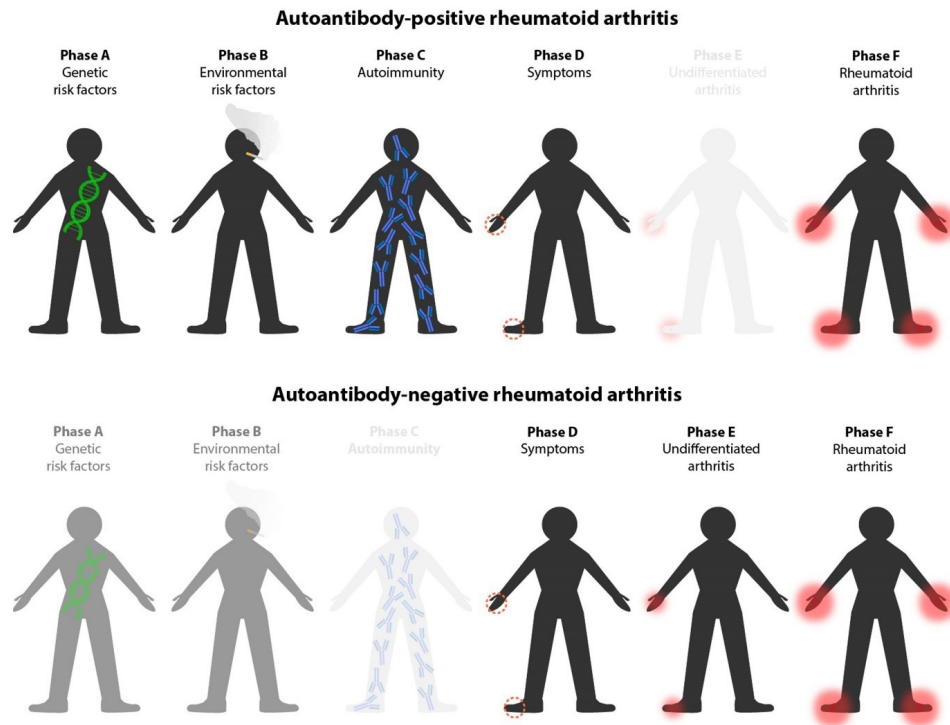 Autoantibody-positive rheumatoid arthritis
Phase A
Genetic
risk factors
Phase B
Environmental
risk factors
Phase C
Autoimmunity
Phase D
Symptoms
Phase E
Undifferentiated
arthritis
Phase F
Rheumatoid
arthritis
Autoantibody-negative rheumatoid arthritis
Phase A
Genetic
risk factors
Phase B
Environmental
risk factors
Phase C
Autoimmunity
Phase D
Symptoms
Phase E
Undifferentiated
arthritis
Phase F
Rheumatoid
arthritis